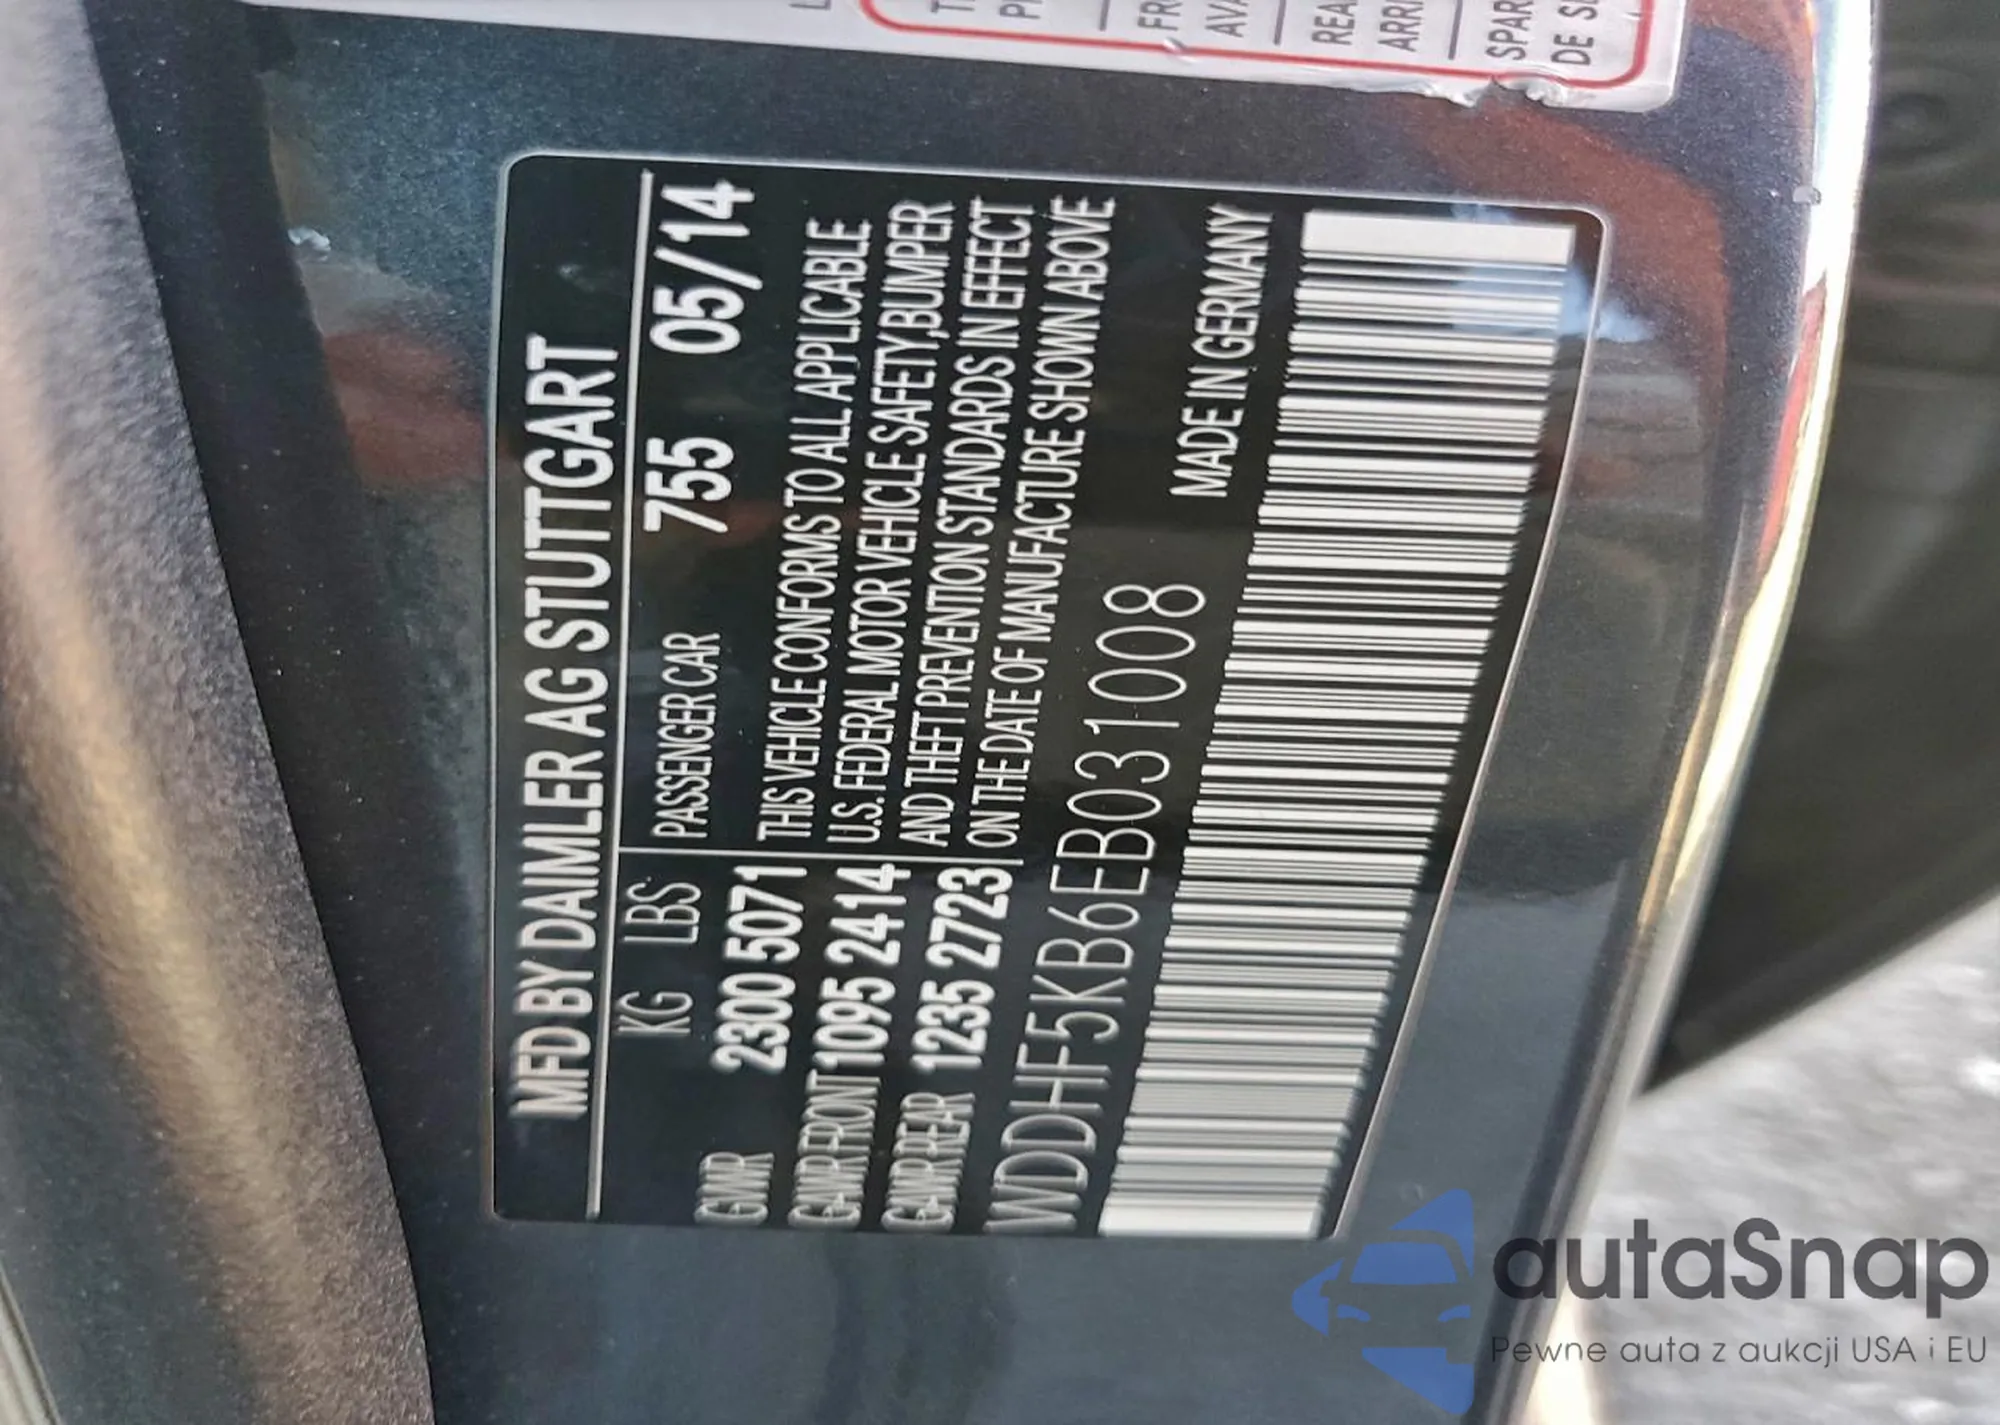 MFD BY DAIMLER AG STUTTGART
KG LBS PASSENGER CAR 755 05/14
GVWR 2300 5071 THIS VEHICLE CONFORMS TO ALL APPLICABLE
GAWR FRONT 1095 2414 U.S. FEDERAL MOTOR VEHICLE SAFETY,BUMPER
GAWR REAR 1235 2723 AND THEFT PREVENTION STANDARDS IN EFFECT
ON THE DATE OF MANUFACTURE SHOWN ABOVE
WDDHF5KB6EB031008
MADE IN GERMANY
autaSnap
Pewne auta z aukcji USA i EU